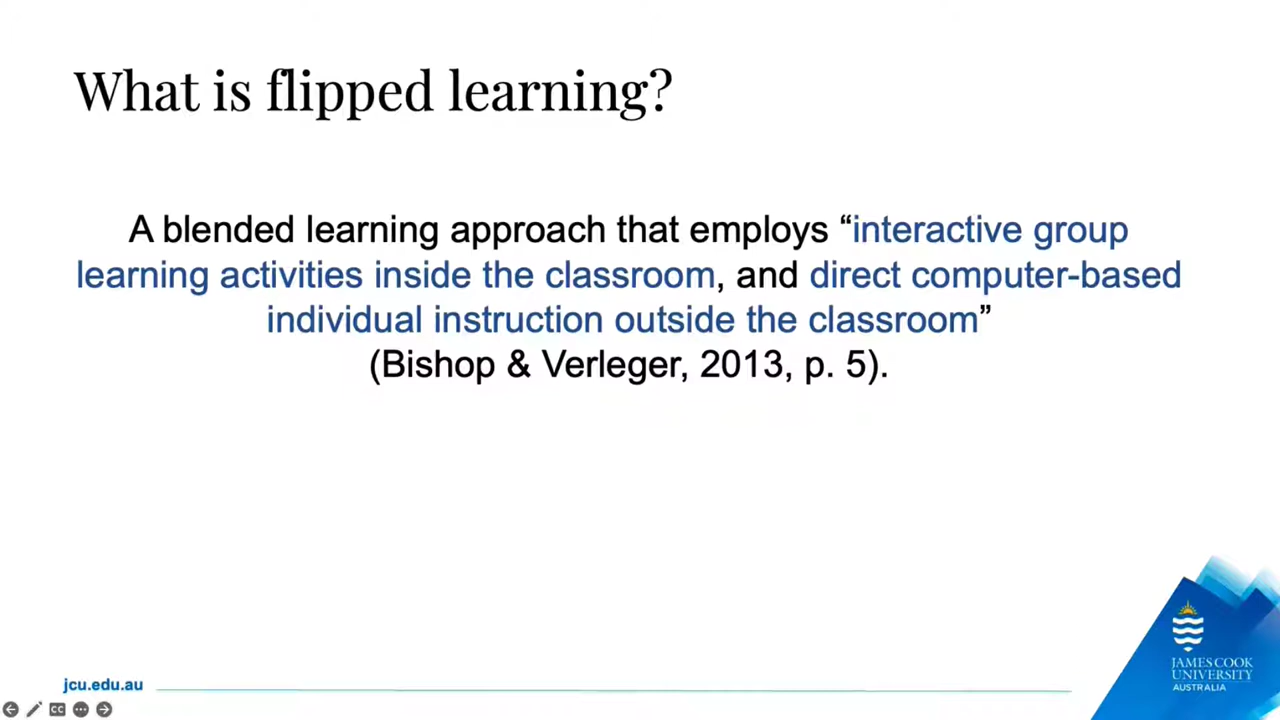 What is flipped learning?
A blended learning approach that employs “interactive group
learning activities inside the classroom, and direct computer-based
individual instruction outside the classroom”
(Bishop & Verleger, 2013, p. 5).
jcu.edu.au
CC
JAMES COOK
UNIVERSITY
AUSTRALIA